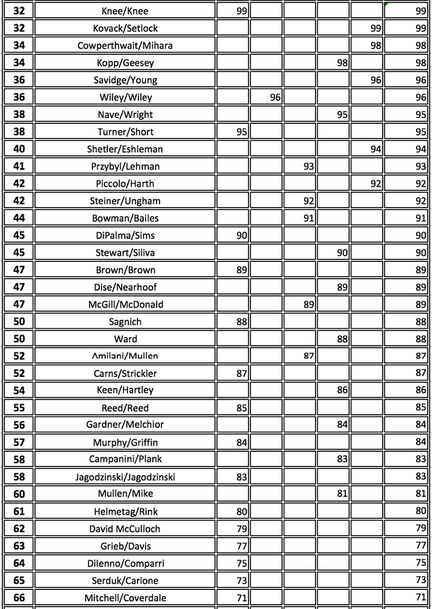 32 Knee/Knee 99 99
32 Kovack/Setlock 99 99
34 Cowperthwait/Mihara 98 98
34 Kopp/Geesey 98 98
36 Savidge/Young 96 96
36 Wiley/Wiley 96 96
38 Nave/Wright 95 95
38 Turner/Short 95 95
40 Shetler/Eshleman 94 94
41 Przybyl/Lehman 93 93
42 Piccolo/Harth 92 92
42 Steiner/Ungham 92 92
44 Bowman/Bailes 91 91
45 DiPalma/Sims 90 90
45 Stewart/Siliva 90 90
47 Brown/Brown 89 89
47 Dise/Nearhoof 89 89
47 McGill/McDonald 89 89
50 Sagnich 88 88
50 Ward 88 88
52 Amilani/Mullen 87 87
52 Carns/Strickler 87 87
54 Keen/Hartley 86 86
55 Reed/Reed 85 85
56 Gardner/Melchior 84 84
57 Murphy/Griffin 84 84
58 Campanini/Plank 83 83
58 Jagodzinski/Jagodzinski 83 83
60 Mullen/Mike 81 81
61 Helmetag/Rink 80 80
62 David McCulloch 79 79
63 Grieb/Davis 77 77
64 Dilenno/Comparri 75 75
65 Serduk/Carione 73 73
66 Mitchell/Coverdale 71 71